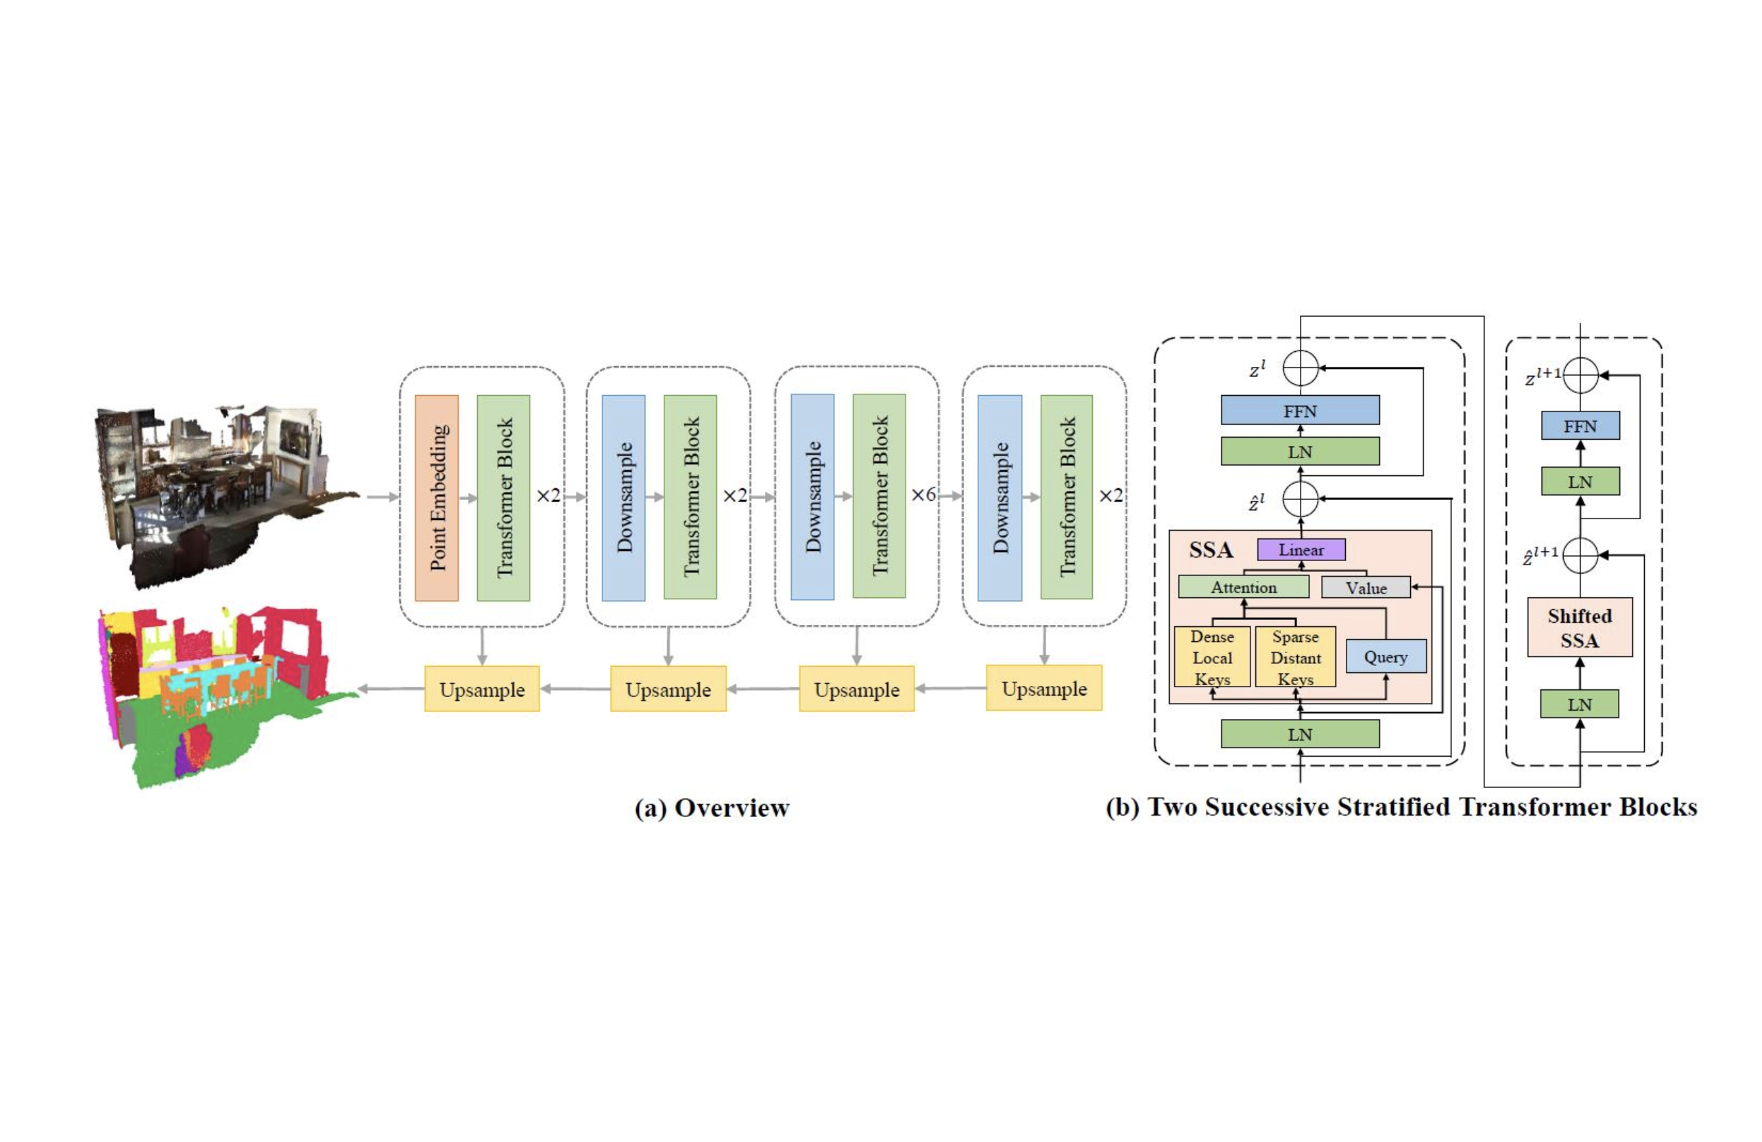 Point Embedding
Transformer Block
×2
Downsample
Transformer Block
×2
Downsample
Transformer Block
×6
Downsample
Transformer Block
×2
Upsample
Upsample
Upsample
Upsample
(a) Overview
z^l
FFN
LN
ẑ^l
SSA
Linear
Attention
Value
Dense
Local
Keys
Sparse
Distant
Keys
Query
LN
z^{l+1}
FFN
LN
ẑ^{l+1}
Shifted
SSA
LN
(b) Two Successive Stratified Transformer Blocks